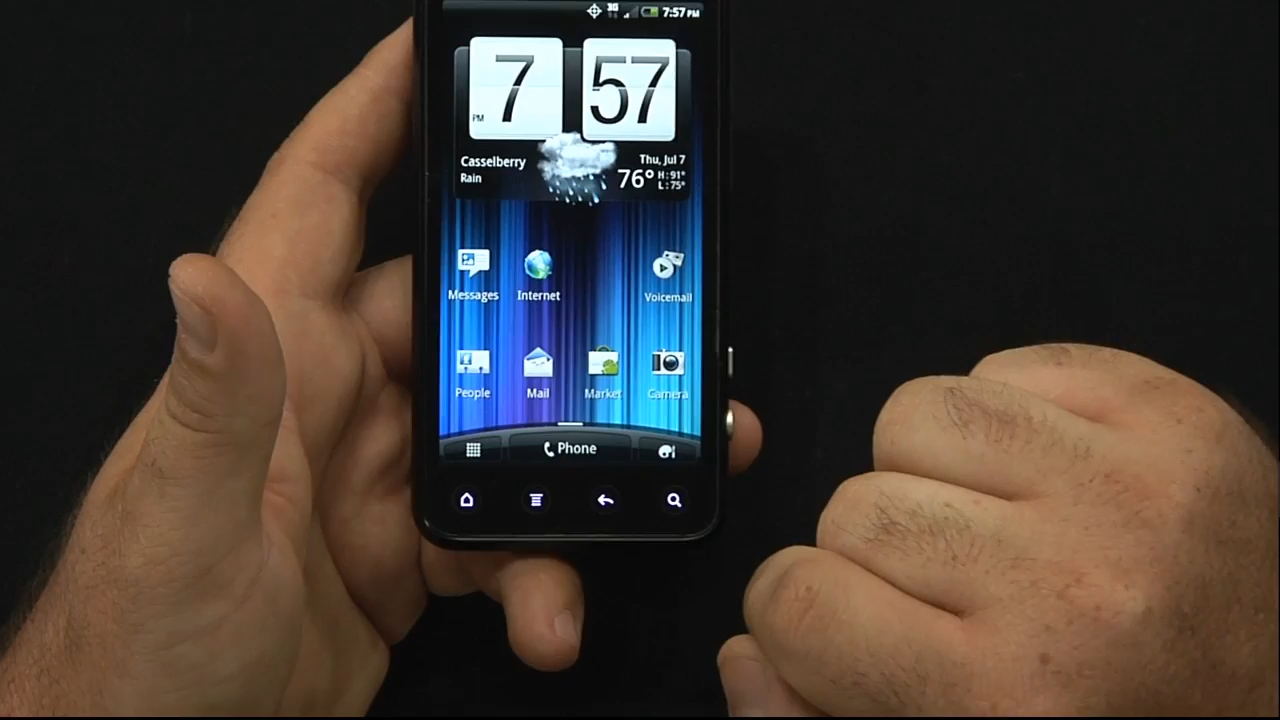 3G 7:57 PM
7 57
PM
Casselberry Thu, Jul 7
Rain 76° H: 91°
L: 75°
Messages Internet Voicemail
People Mail Market Camera
Phone